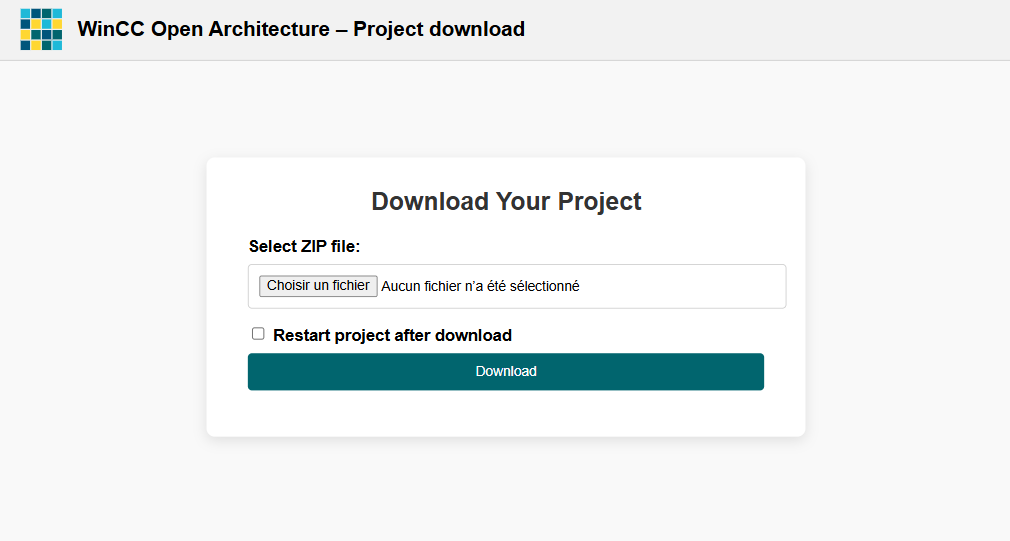 WinCC Open Architecture – Project download
Download Your Project
Select ZIP file:
Choisir un fichier Aucun fichier n’a été sélectionné
Restart project after download
Download